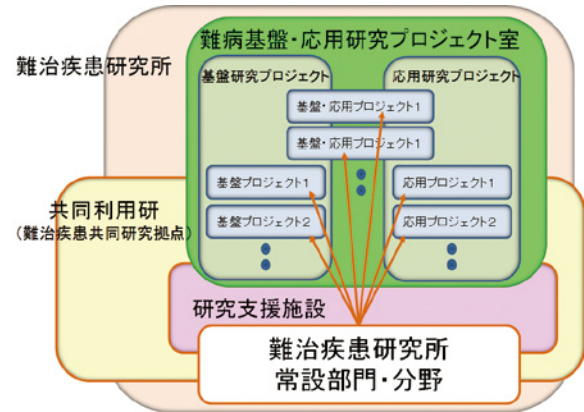 難病基盤・応用研究プロジェクト室
難治疾患研究所
基盤研究プロジェクト
応用研究プロジェクト
基盤・応用プロジェクト1
基盤・応用プロジェクト1
基盤プロジェクト1
応用プロジェクト1
基盤プロジェクト2
応用プロジェクト2
共同利用研
(難治疾患共同研究拠点)
研究支援施設
難治疾患研究所
常設部門・分野